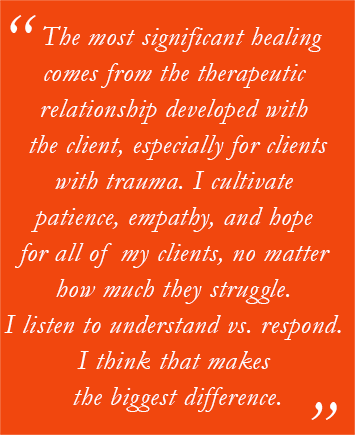 “ The most significant healing
comes from the therapeutic
relationship developed with
the client, especially for clients
with trauma. I cultivate
patience, empathy, and hope
for all of my clients, no matter
how much they struggle.
I listen to understand vs. respond.
I think that makes
the biggest difference. ”